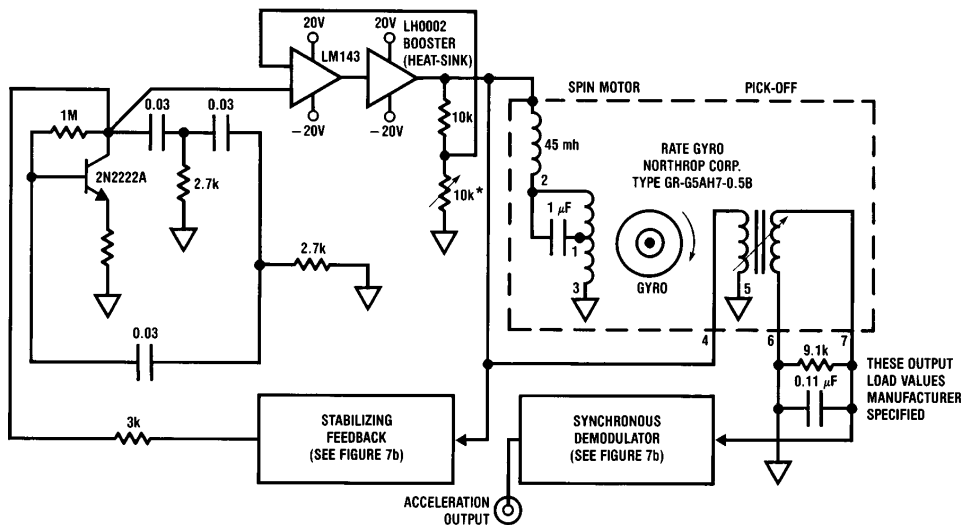 20V
20V
LH0002
BOOSTER
(HEAT-SINK)
LM143
−20V
−20V
1M
0.03
0.03
2N2222A
2.7k
2.7k
0.03
10k
10k*
SPIN MOTOR
PICK-OFF
45 mh
RATE GYRO
NORTHROP CORP.
TYPE GR-G5AH7-0.5B
2
1 μF
1
3
GYRO
5
4
6
7
9.1k
0.11 μF
THESE OUTPUT
LOAD VALUES
MANUFACTURER
SPECIFIED
3k
STABILIZING
FEEDBACK
(SEE FIGURE 7b)
SYNCHRONOUS
DEMODULATOR
(SEE FIGURE 7b)
ACCELERATION
OUTPUT